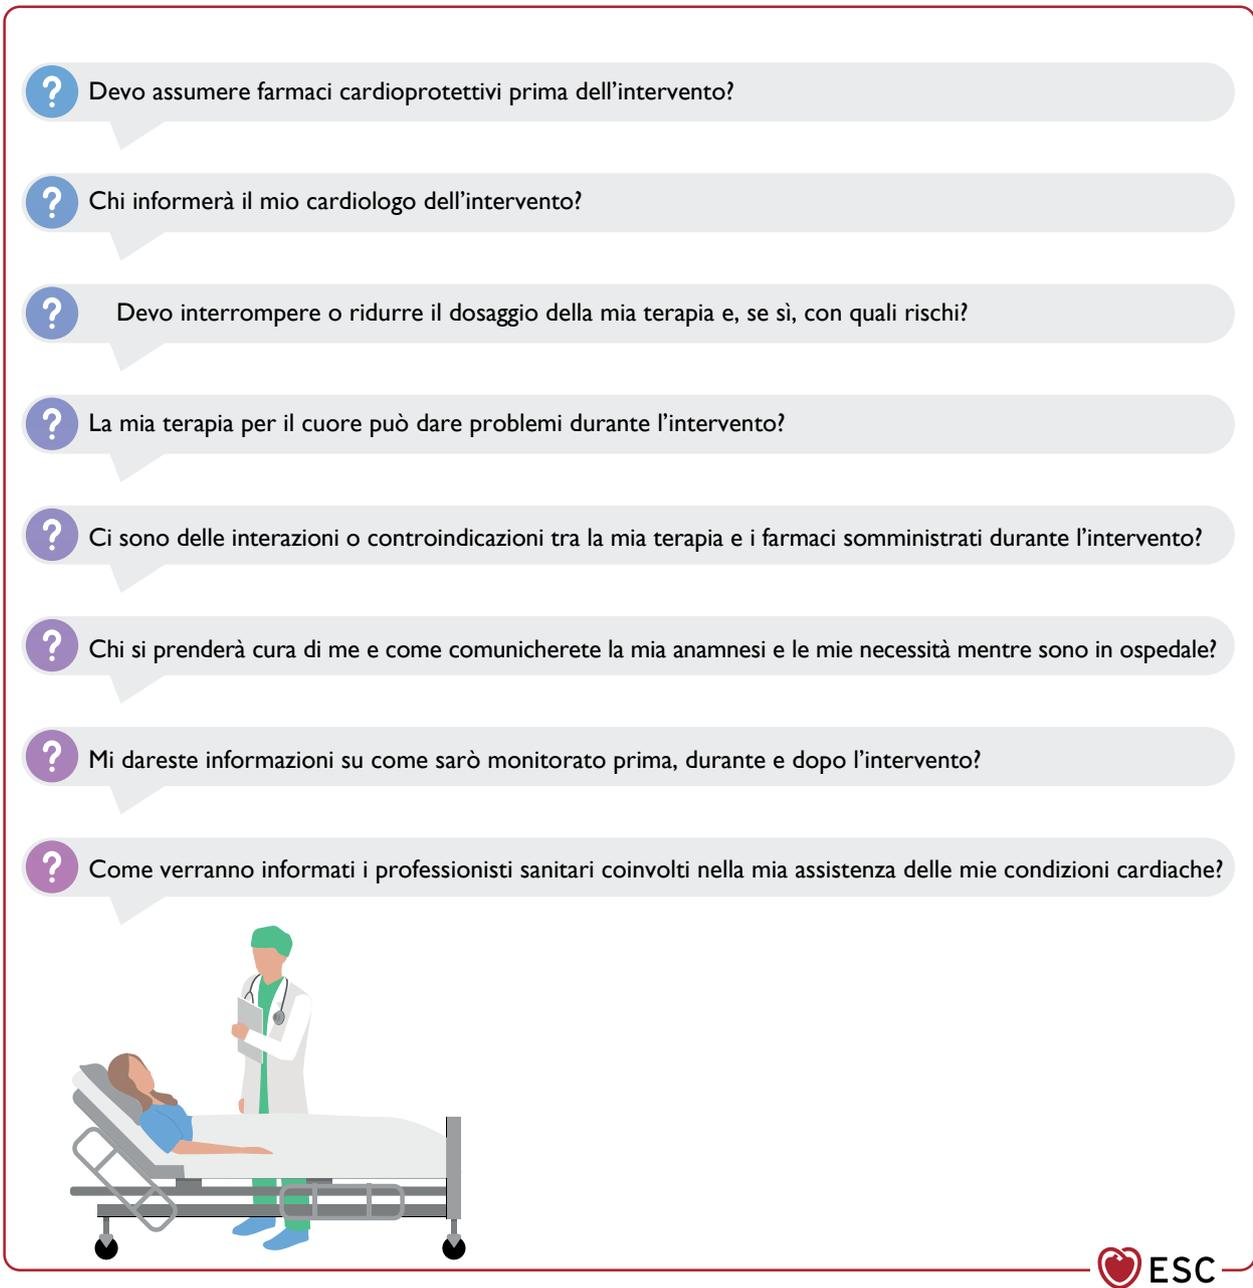 Devo assumere farmaci cardioprotettivi prima dell’intervento?
Chi informerà il mio cardiologo dell’intervento?
Devo interrompere o ridurre il dosaggio della mia terapia e, se sì, con quali rischi?
La mia terapia per il cuore può dare problemi durante l’intervento?
Ci sono delle interazioni o controindicazioni tra la mia terapia e i farmaci somministrati durante l’intervento?
Chi si prenderà cura di me e come comunicherete la mia anamnesi e le mie necessità mentre sono in ospedale?
Mi dareste informazioni su come sarò monitorato prima, durante e dopo l’intervento?
Come verranno informati i professionisti sanitari coinvolti nella mia assistenza delle mie condizioni cardiache?
ESC